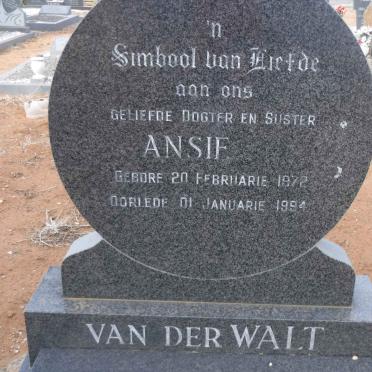 'n
Simbool van Liefde
aan ons
GELIEFDE DOGTER EN SUSTER
ANSIE
GEBORE 20 FEBRUARIE 1972
OORLEDE 01 JANUARIE 1994
VAN DER WALT